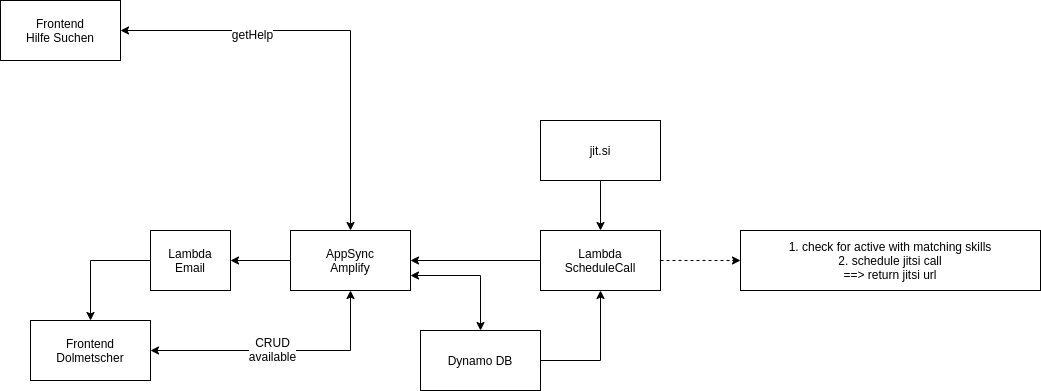 Frontend
Hilfe Suchen
getHelp
jit.si
Lambda
Email
AppSync
Amplify
Lambda
ScheduleCall
1. check for active with matching skills
2. schedule jitsi call
==> return jitsi url
Frontend
Dolmetscher
CRUD
available
Dynamo DB